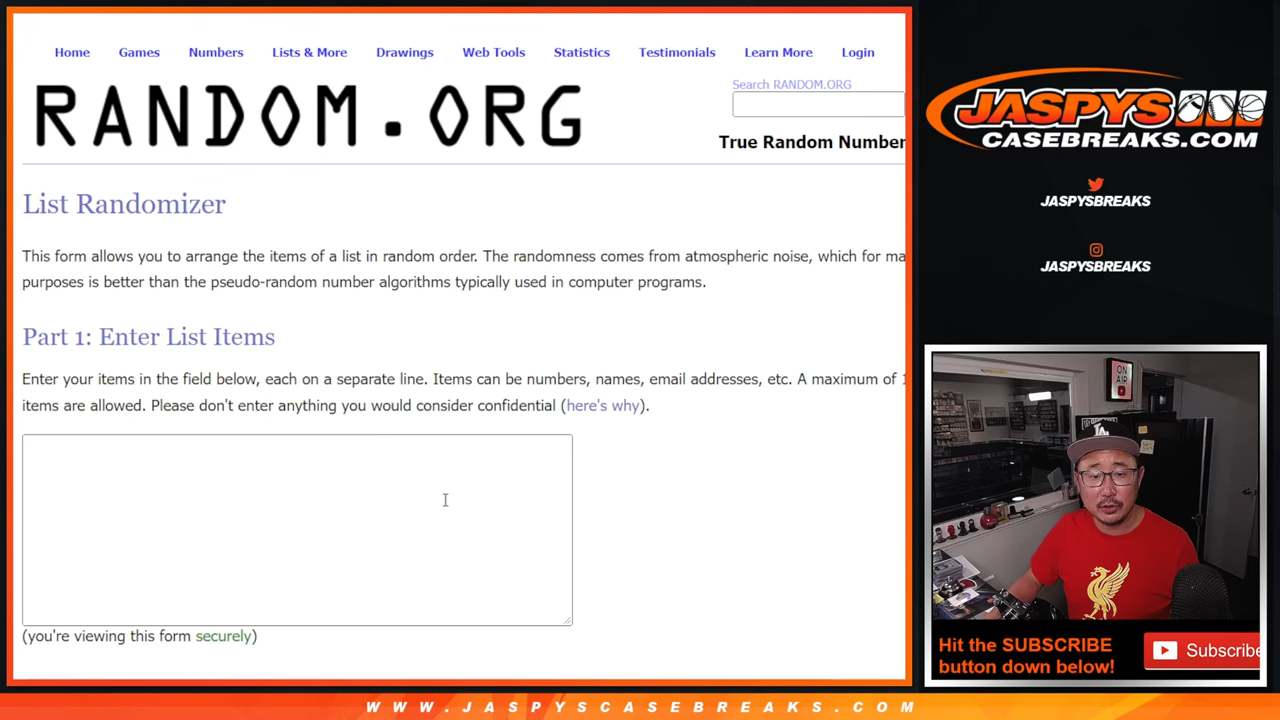 Home Games Numbers Lists & More Drawings Web Tools Statistics Testimonials Learn More Login
RANDOM.ORG
Search RANDOM.ORG
True Random Number
List Randomizer
This form allows you to arrange the items of a list in random order. The randomness comes from atmospheric noise, which for ma
purposes is better than the pseudo-random number algorithms typically used in computer programs.
Part 1: Enter List Items
Enter your items in the field below, each on a separate line. Items can be numbers, names, email addresses, etc. A maximum of 1
items are allowed. Please don't enter anything you would consider confidential (here's why).
(you're viewing this form securely)
JASPYS
CASEBREAKS.COM
JASPYSBREAKS
JASPYSBREAKS
ON
AIR
LA
Hit the SUBSCRIBE
button down below!
Subscribe
WWW.JASPYSCASEBREAKS.COM